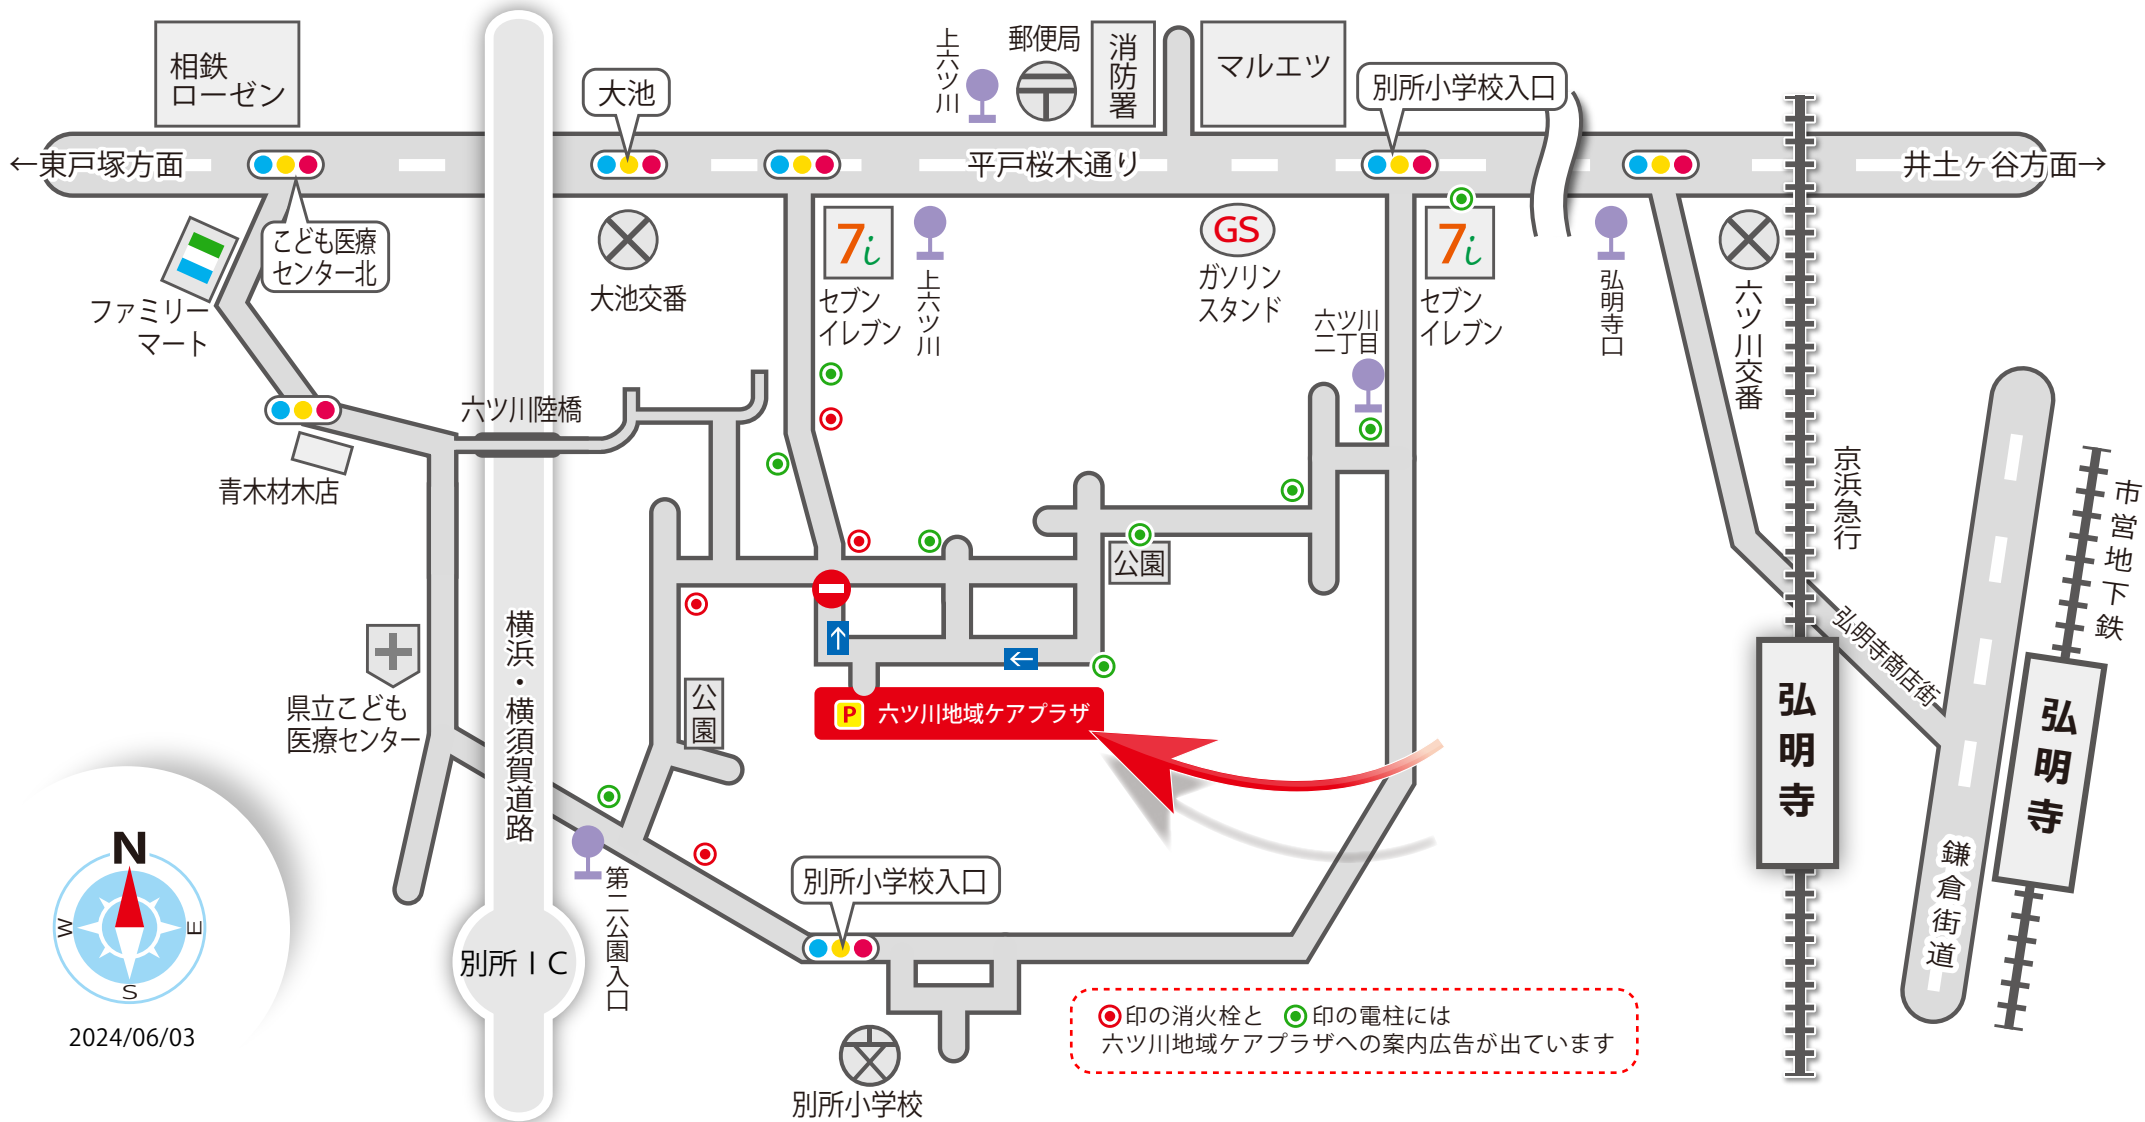 相鉄
ローゼン
大池
上六ツ川
郵便局
消防署
マルエツ
別所小学校入口
←東戸塚方面
平戸桜木通り
井土ヶ谷方面→
こども医療
センター北
ファミリー
マート
大池交番
7i
セブン
イレブン
上六ツ川
GS
ガソリン
スタンド
六ツ川
二丁目
7i
セブン
イレブン
弘明寺口
六ツ川交番
六ツ川陸橋
青木材木店
京浜急行
市営地下鉄
公園
弘明寺商店街
横浜・横須賀道路
県立こども
医療センター
公園
P 六ツ川地域ケアプラザ
弘明寺
弘明寺
鎌倉街道
第二公園入口
別所小学校入口
別所IC
N
W
E
S
2024/06/03
別所小学校
印の消火栓と 印の電柱には
六ツ川地域ケアプラザへの案内広告が出ています